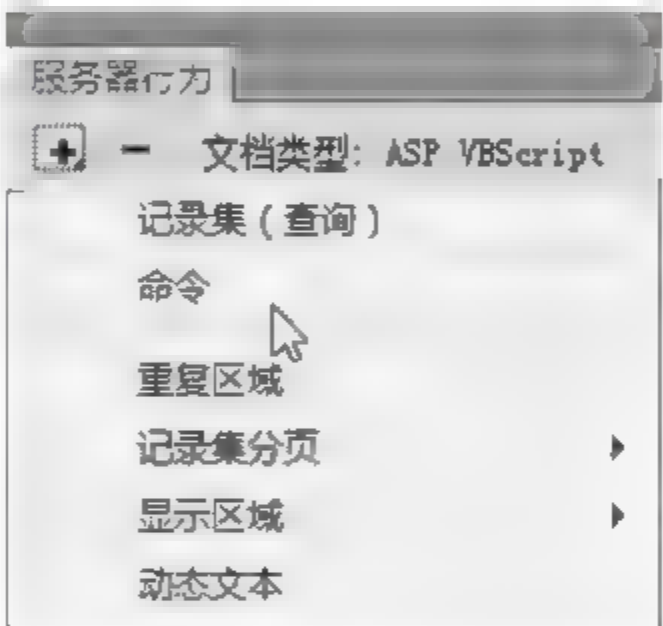 服务器行为
文档类型: ASP VBScript
记录集(查询)
命令
重复区域
记录集分页
显示区域
动态文本